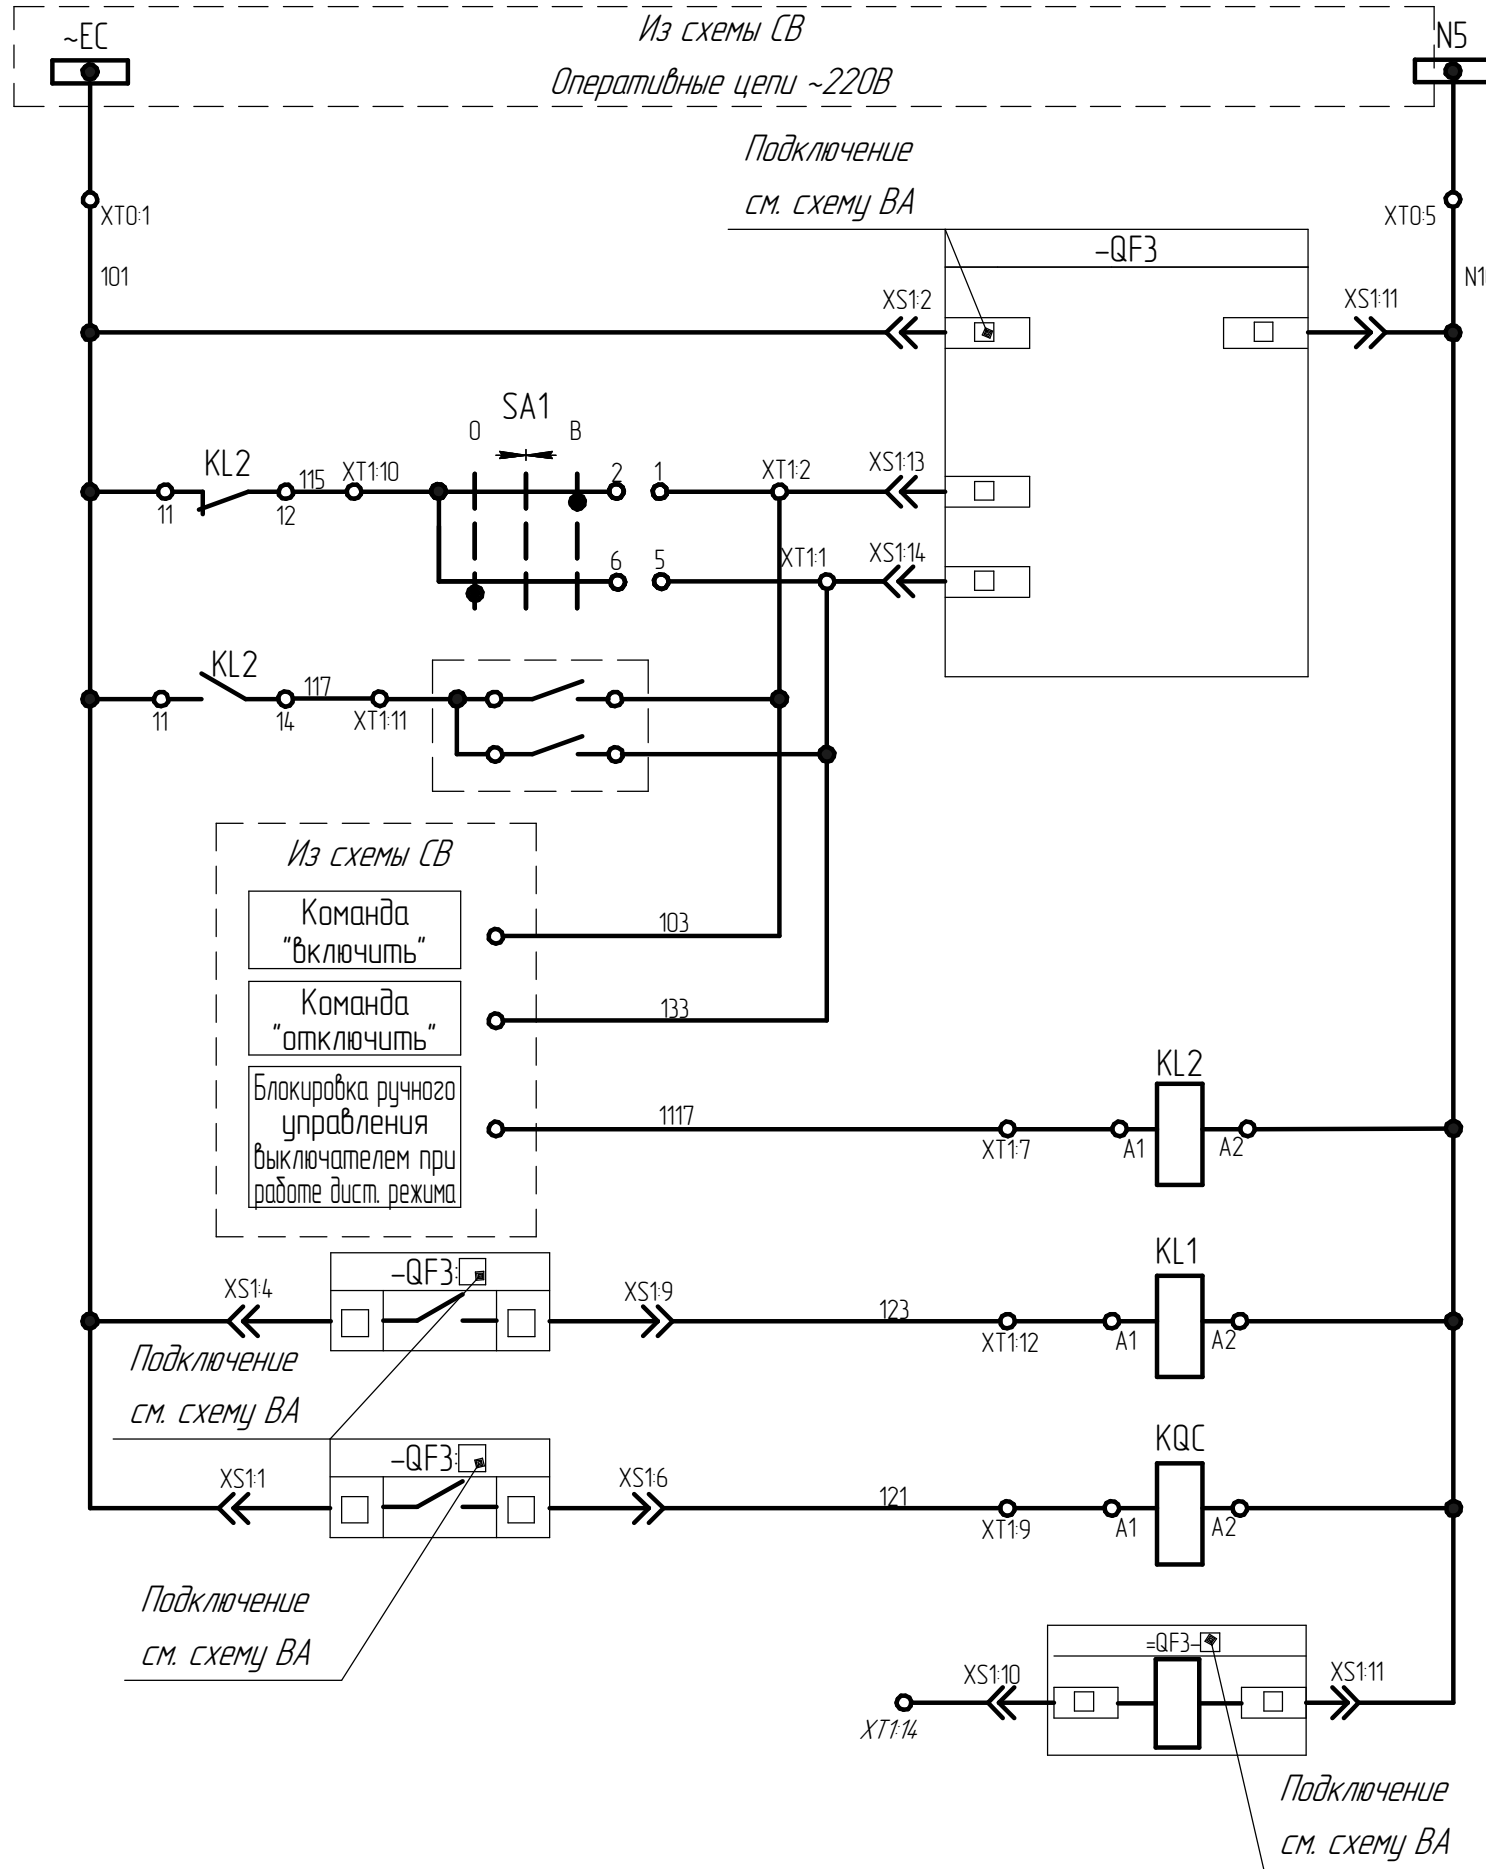 Из схемы СВ
~ЕС
N5
Оперативные цепи ~220В
Подключение
см. схему ВА
XT0:1
XT0:5
-QF3
101
XS1:2
XS1:11
SA1
О
В
KL2
115
XT1:10
2
1
XT1:2
XS1:13
11
12
6
5
XT1:1
XS1:14
KL2
117
11
14
XT1:11
Из схемы СВ
Команда
"включить"
103
Команда
"отключить"
133
KL2
Блокировка ручного
управления
выключателем при
работе дист. режима
1117
XT1:7
A1
A2
KL1
-QF3:
XS1:4
XS1:9
123
XT1:12
A1
A2
Подключение
см. схему ВА
KQC
-QF3:
XS1:1
XS1:6
121
XT1:9
A1
A2
Подключение
см. схему ВА
=QF3-
XS1:10
XS1:11
XT1:14
Подключение
см. схему ВА